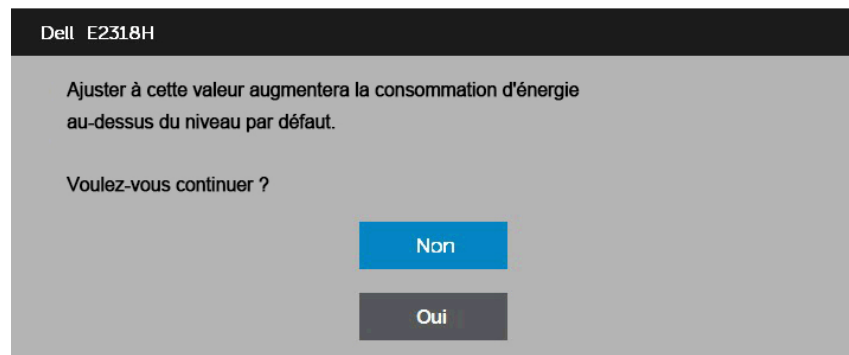 Dell E2318H
Ajuster à cette valeur augmentera la consommation d'énergie
au-dessus du niveau par défaut.
Voulez-vous continuer ?
Non
Oui